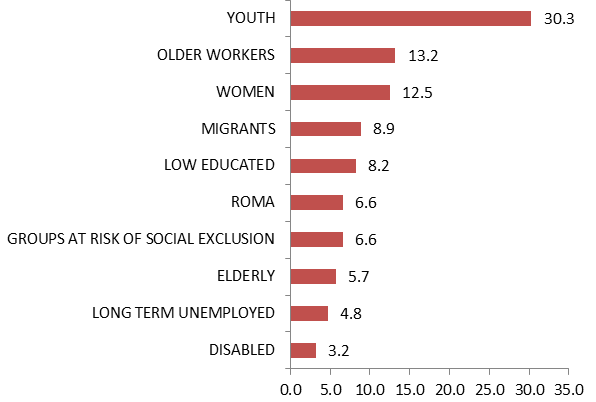 YOUTH 30.3
OLDER WORKERS 13.2
WOMEN 12.5
MIGRANTS 8.9
LOW EDUCATED 8.2
ROMA 6.6
GROUPS AT RISK OF SOCIAL EXCLUSION 6.6
ELDERLY 5.7
LONG TERM UNEMPLOYED 4.8
DISABLED 3.2
0.0 5.0 10.0 15.0 20.0 25.0 30.0 35.0